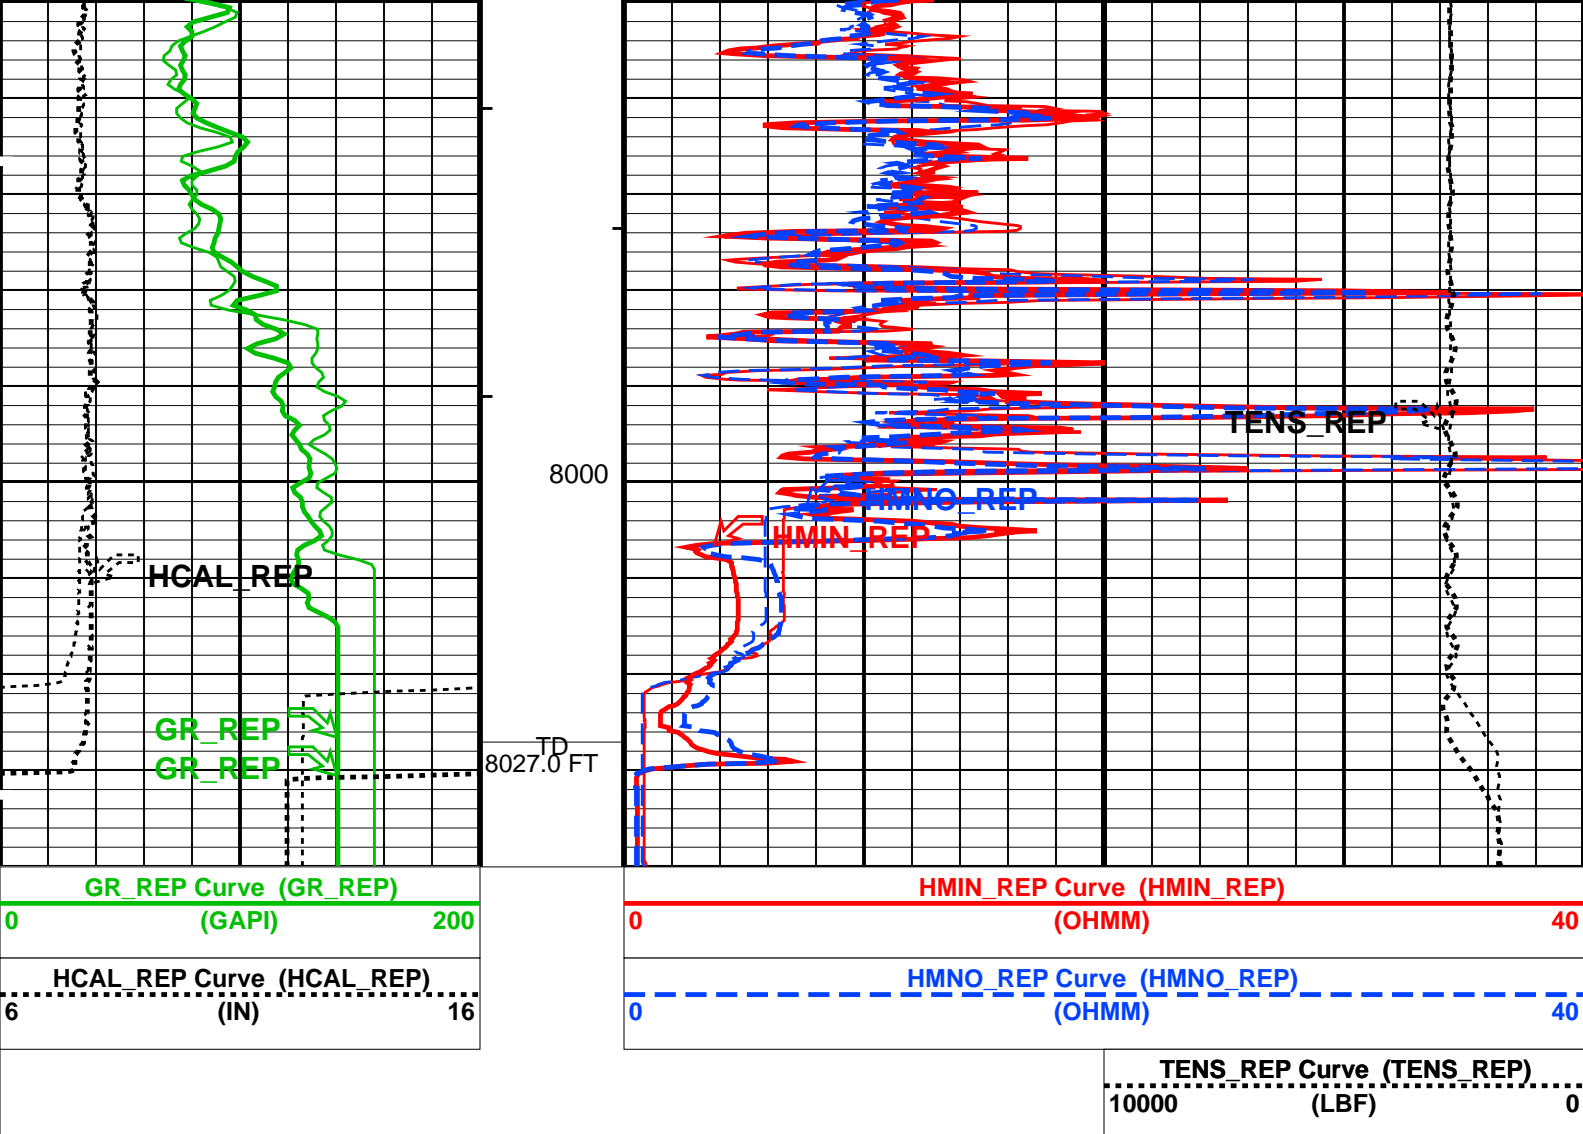 TENS_REP
8000
HMNO_REP
HMIN_REP
HCAL_REP
GR_REP
GR_REP
TD
8027.0 FT
GR_REP Curve (GR_REP)
0 (GAPI) 200
HCAL_REP Curve (HCAL_REP)
6 (IN) 16
HMIN_REP Curve (HMIN_REP)
0 (OHMM) 40
HMNO_REP Curve (HMNO_REP)
0 (OHMM) 40
TENS_REP Curve (TENS_REP)
10000 (LBF) 0